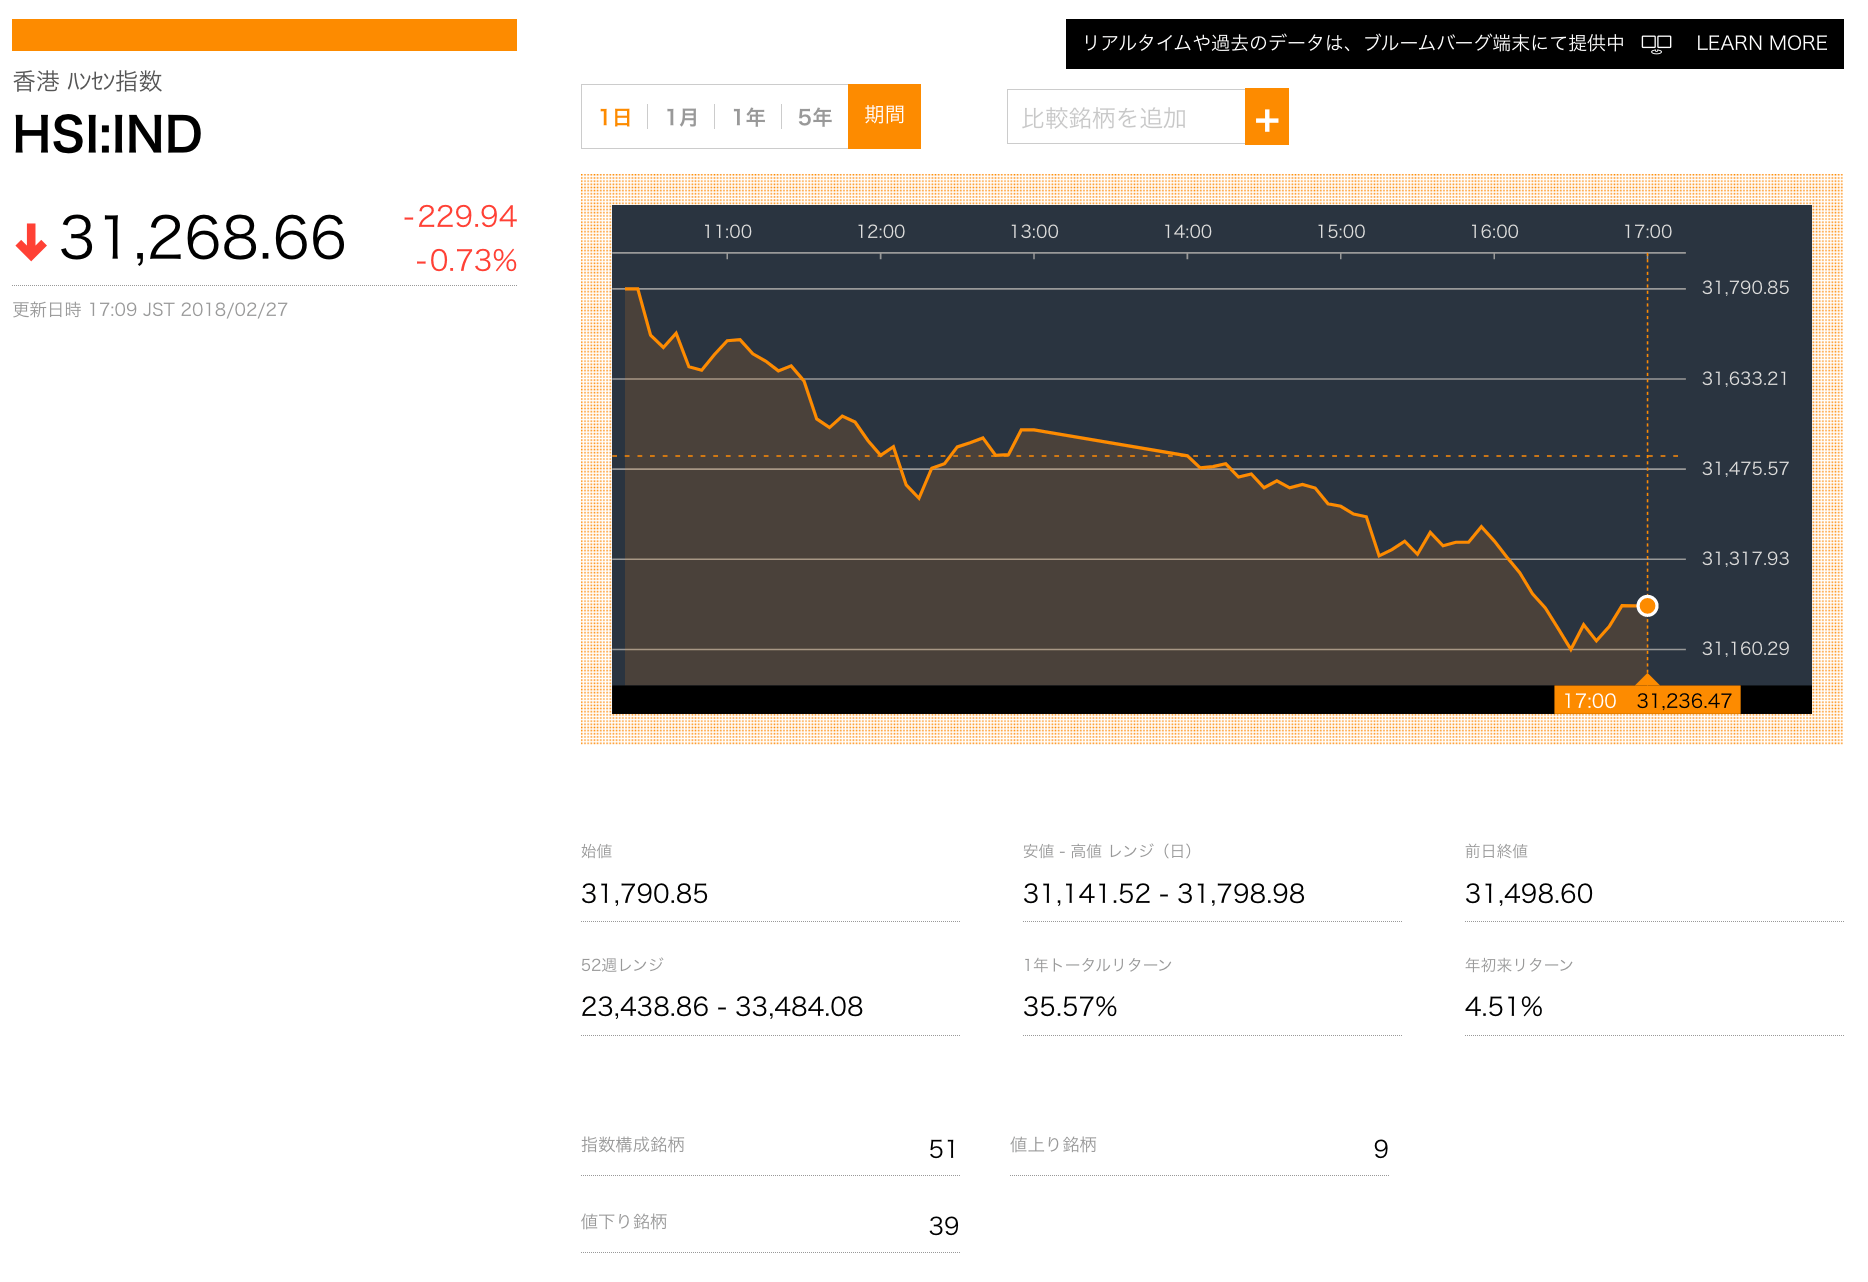 リアルタイムや過去のデータは、ブルームバーグ端末にて提供中 LEARN MORE
香港 ﾊﾝｾﾝ指数
HSI:IND
31,268.66
-229.94
-0.73%
更新日時 17:09 JST 2018/02/27
1日 1月 1年 5年 期間
比較銘柄を追加 +
11:00 12:00 13:00 14:00 15:00 16:00 17:00
31,790.85
31,633.21
31,475.57
31,317.93
31,160.29
17:00 31,236.47
始値 安値 - 高値 レンジ（日） 前日終値
31,790.85 31,141.52 - 31,798.98 31,498.60
52週レンジ 1年トータルリターン 年初来リターン
23,438.86 - 33,484.08 35.57% 4.51%
指数構成銘柄 51 値上り銘柄 9
値下り銘柄 39